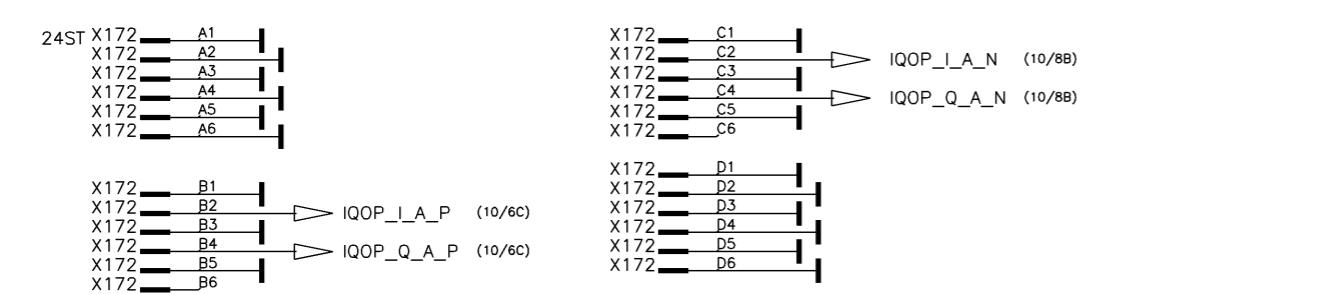 24ST X172 A1
X172 A2
X172 A3
X172 A4
X172 A5
X172 A6
X172 B1
X172 B2 IQOP_I_A_P (10/6C)
X172 B3
X172 B4 IQOP_Q_A_P (10/6C)
X172 B5
X172 B6
X172 C1
X172 C2 IQOP_I_A_N (10/8B)
X172 C3
X172 C4 IQOP_Q_A_N (10/8B)
X172 C5
X172 C6
X172 D1
X172 D2
X172 D3
X172 D4
X172 D5
X172 D6